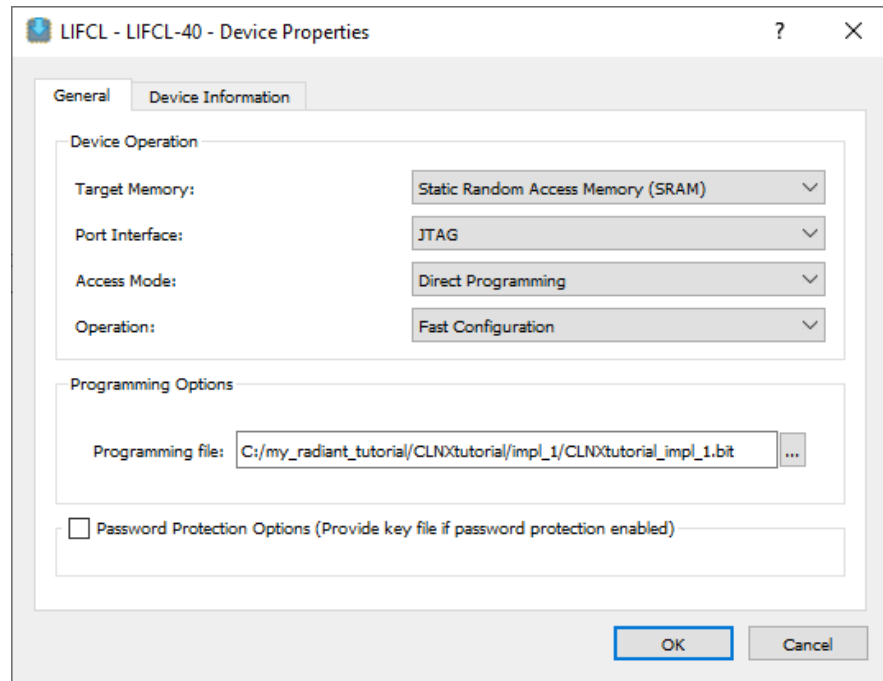 LIFCL - LIFCL-40 - Device Properties ? X
General Device Information
Device Operation
Target Memory: Static Random Access Memory (SRAM)
Port Interface: JTAG
Access Mode: Direct Programming
Operation: Fast Configuration
Programming Options
Programming file: C:/my_radiant_tutorial/CLNXtutorial/impl_1/CLNXtutorial_impl_1.bit ...
Password Protection Options (Provide key file if password protection enabled)
OK Cancel